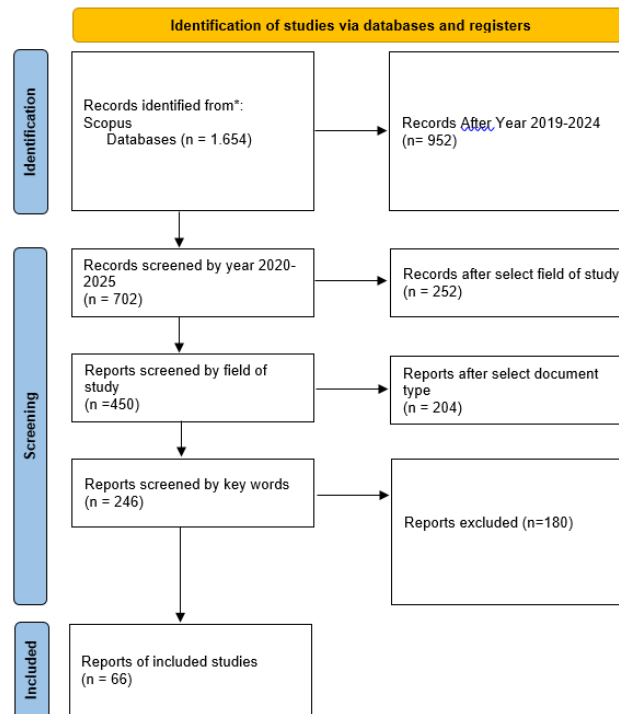 Identification of studies via databases and registers
Identification
Records identified from*:
Scopus
Databases (n = 1.654)
Records After Year 2019-2024
(n= 952)
Screening
Records screened by year 2020-
2025
(n = 702)
Records after select field of study
(n = 252)
Reports screened by field of
study
(n =450)
Reports after select document
type
(n = 204)
Reports screened by key words
(n = 246)
Reports excluded (n=180)
Included
Reports of included studies
(n = 66)